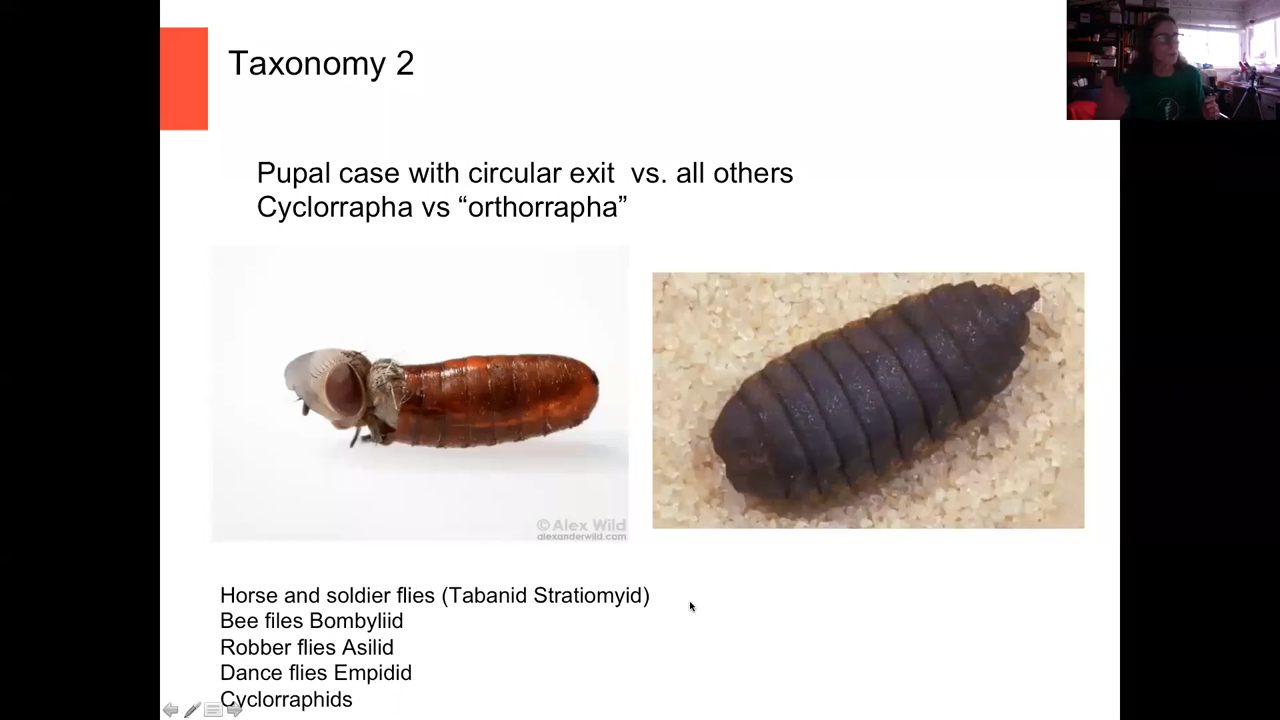 Taxonomy 2
Pupal case with circular exit vs. all others
Cyclorrapha vs “orthorrapha”
©Alex Wild
alexanderwild.com
Horse and soldier flies (Tabanid Stratiomyid)
Bee files Bombyliid
Robber flies Asilid
Dance flies Empidid
Cyclorraphids